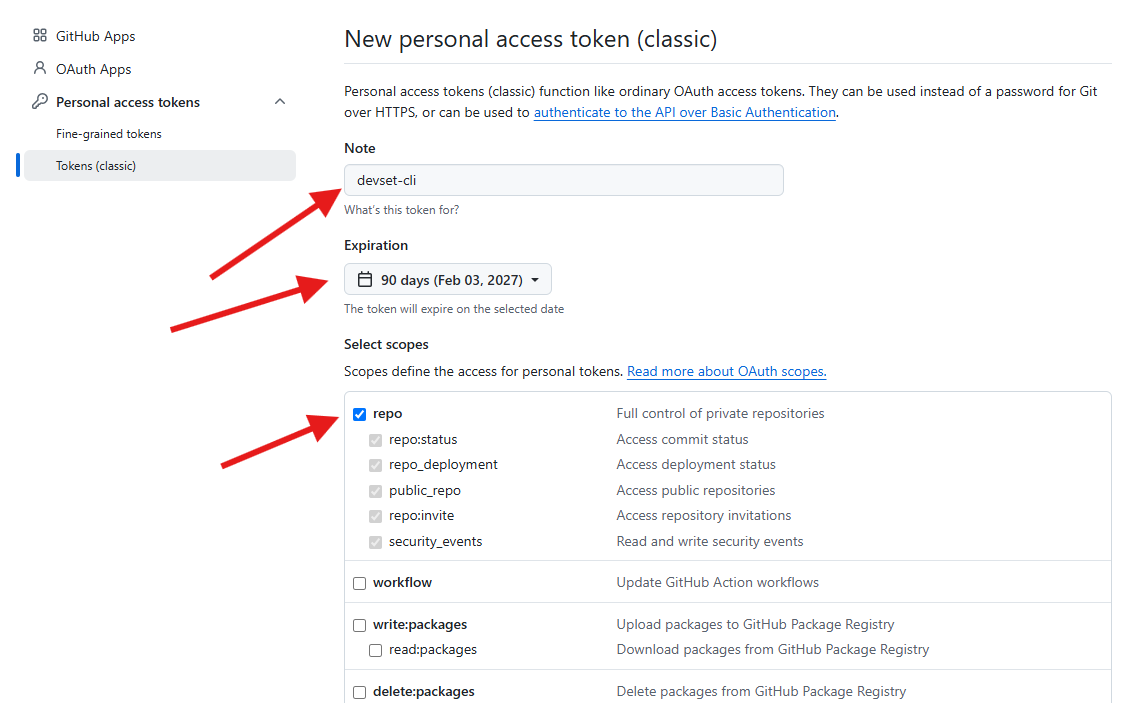 GitHub Apps
OAuth Apps
Personal access tokens
Fine-grained tokens
Tokens (classic)
New personal access token (classic)
Personal access tokens (classic) function like ordinary OAuth access tokens. They can be used instead of a password for Git
over HTTPS, or can be used to authenticate to the API over Basic Authentication.
Note
devset-cli
What's this token for?
Expiration
90 days (Feb 03, 2027)
The token will expire on the selected date
Select scopes
Scopes define the access for personal tokens. Read more about OAuth scopes.
repo Full control of private repositories
repo:status Access commit status
repo_deployment Access deployment status
public_repo Access public repositories
repo:invite Access repository invitations
security_events Read and write security events
workflow Update GitHub Action workflows
write:packages Upload packages to GitHub Package Registry
read:packages Download packages from GitHub Package Registry
delete:packages Delete packages from GitHub Package Registry